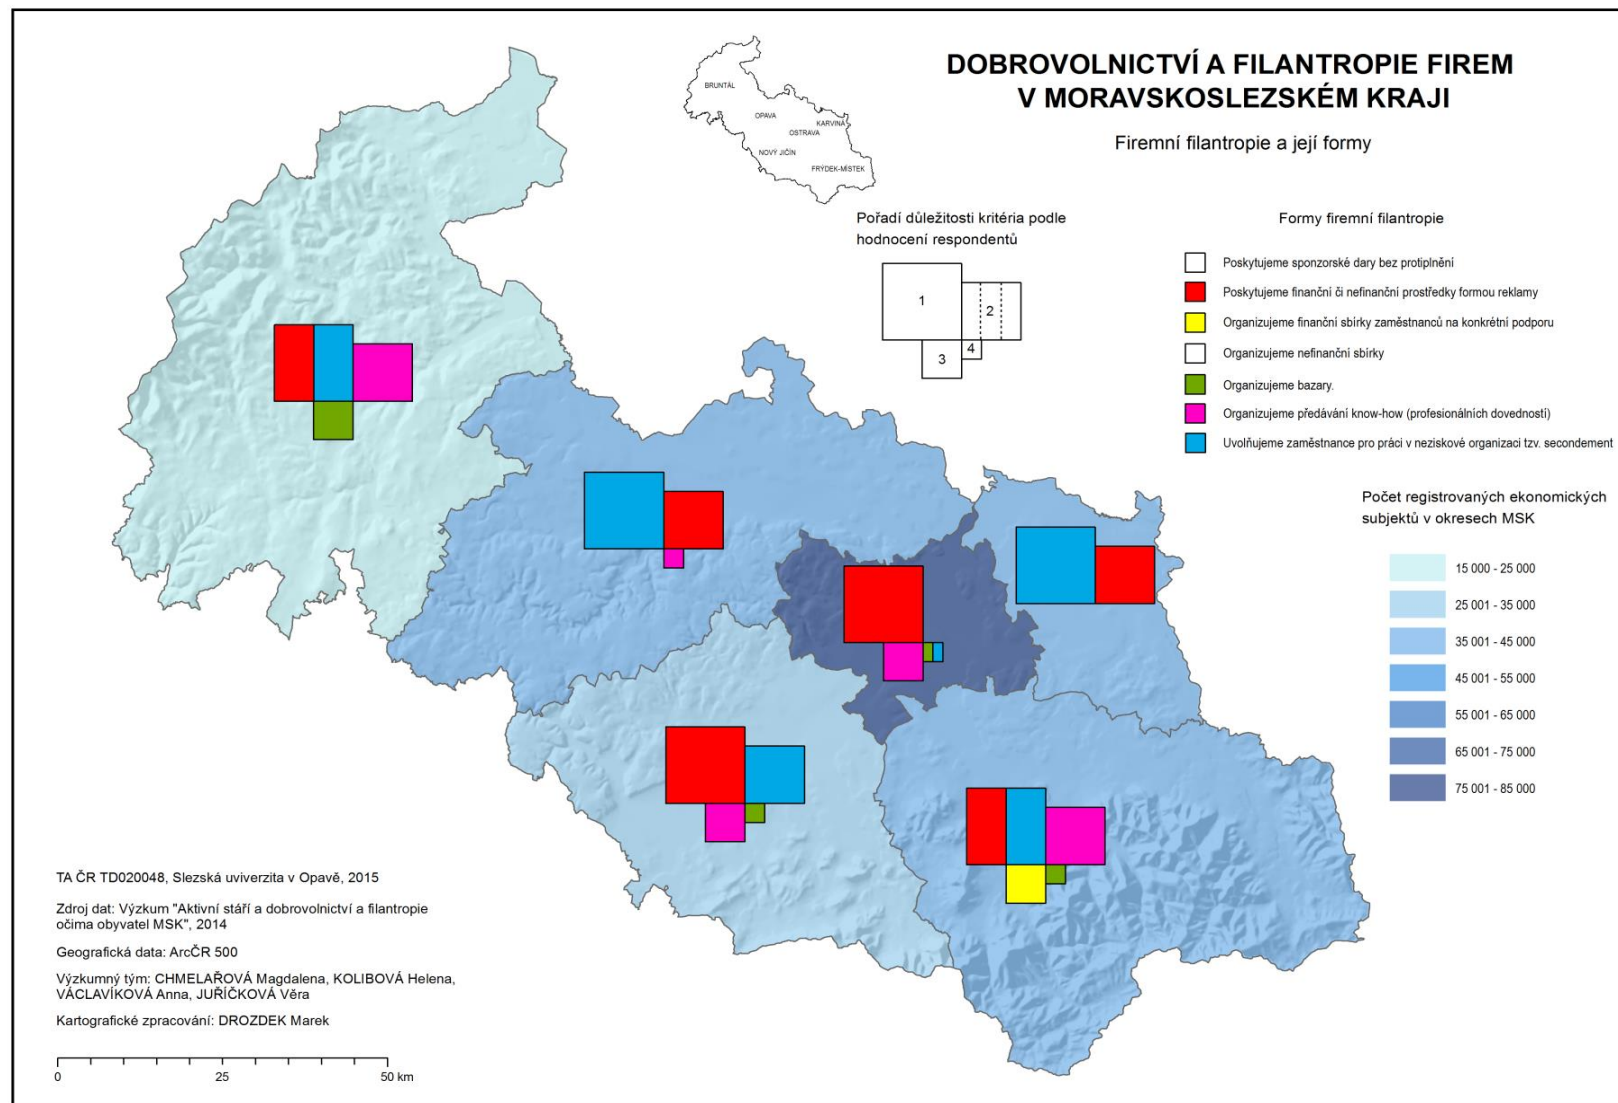 DOBROVOLNICTVÍ A FILANTROPIE FIREM
V MORAVSKOSLEZSKÉM KRAJI
Firemní filantropie a její formy
BRUNTÁL
OPAVA
KARVINÁ
OSTRAVA
NOVÝ JIČÍN
FRÝDEK-MÍSTEK
Pořadí důležitosti kritéria podle
hodnocení respondentů
1
2
3
4
Formy firemní filantropie
Poskytujeme sponzorské dary bez protiplnění
Poskytujeme finanční či nefinanční prostředky formou reklamy
Organizujeme finanční sbírky zaměstnanců na konkrétní podporu
Organizujeme nefinanční sbírky
Organizujeme bazary.
Organizujeme předávání know-how (profesionálních dovedností)
Uvolňujeme zaměstnance pro práci v neziskové organizaci tzv. secondement
Počet registrovaných ekonomických
subjektů v okresech MSK
15 000 - 25 000
25 001 - 35 000
35 001 - 45 000
45 001 - 55 000
55 001 - 65 000
65 001 - 75 000
75 001 - 85 000
TA ČR TD020048, Slezská uviverzita v Opavě, 2015
Zdroj dat: Výzkum "Aktivní stáří a dobrovolnictví a filantropie
očima obyvatel MSK", 2014
Geografická data: ArcČR 500
Výzkumný tým: CHMELAŘOVÁ Magdalena, KOLIBOVÁ Helena,
VÁCLAVÍKOVÁ Anna, JUŘÍČKOVÁ Věra
Kartografické zpracování: DROZDEK Marek
0 25 50 km